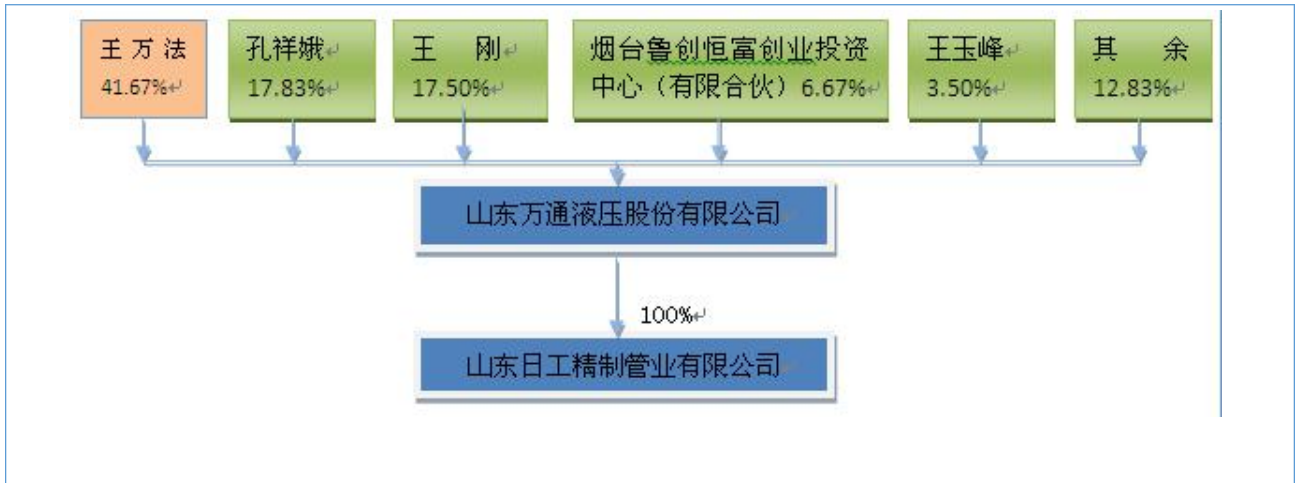 王万法
41.67%
孔祥娥
17.83%
王 刚
17.50%
烟台鲁创恒富创业投资
中心（有限合伙）6.67%
王玉峰
3.50%
其 余
12.83%
山东万通液压股份有限公司
100%
山东日工精制管业有限公司